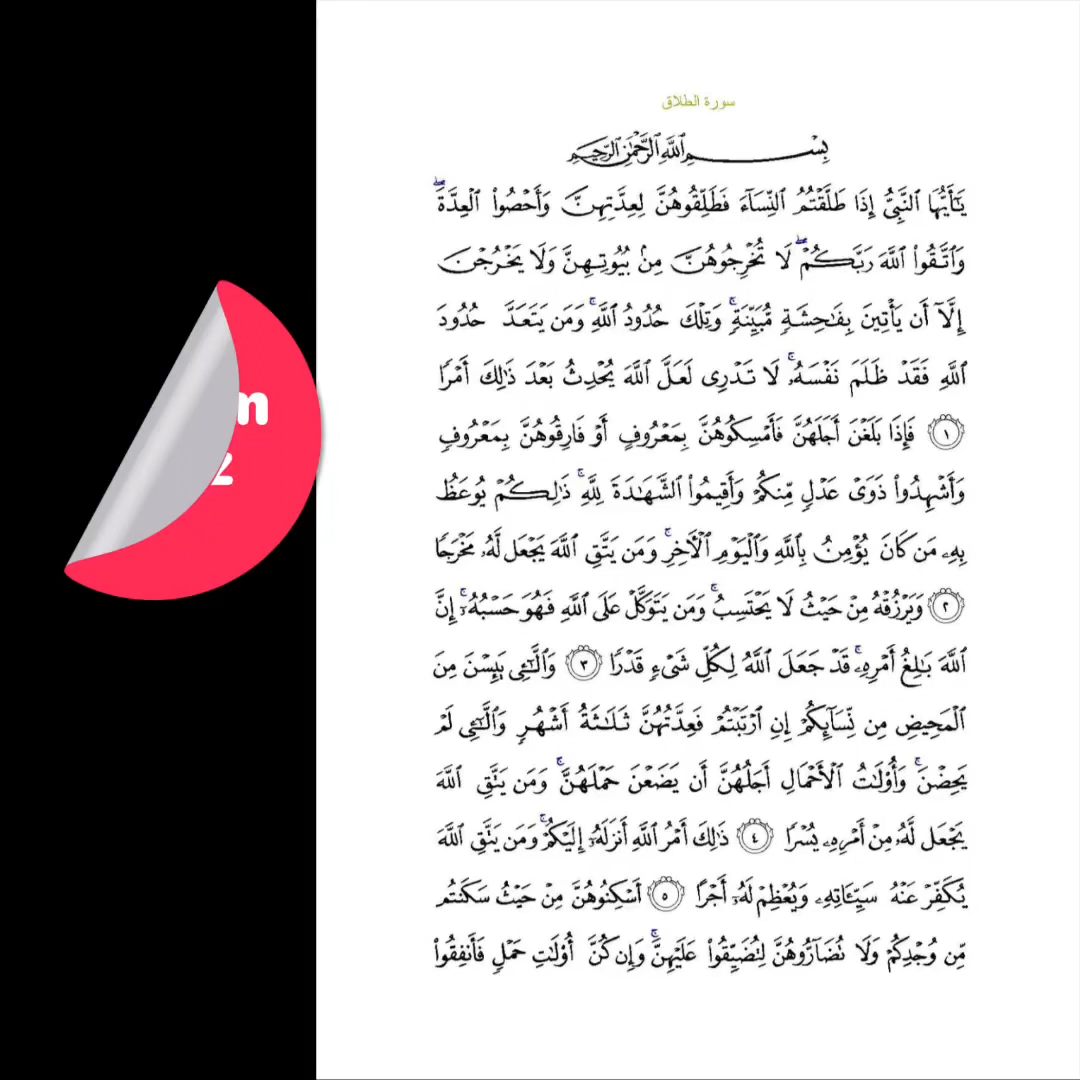 سورة الطلاق
بِسْمِ ٱللَّهِ ٱلرَّحْمَٰنِ ٱلرَّحِيمِ
يَٰٓأَيُّهَا ٱلنَّبِىُّ إِذَا طَلَّقْتُمُ ٱلنِّسَآءَ فَطَلِّقُوهُنَّ لِعِدَّتِهِنَّ وَأَحْصُوا۟ ٱلْعِدَّةَ ۖ
وَٱتَّقُوا۟ ٱللَّهَ رَبَّكُمْ ۖ لَا تُخْرِجُوهُنَّ مِنۢ بُيُوتِهِنَّ وَلَا يَخْرُجْنَ
إِلَّآ أَن يَأْتِينَ بِفَٰحِشَةٍ مُّبَيِّنَةٍ ۚ وَتِلْكَ حُدُودُ ٱللَّهِ ۚ وَمَن يَتَعَدَّ حُدُودَ
ٱللَّهِ فَقَدْ ظَلَمَ نَفْسَهُۥ ۚ لَا تَدْرِى لَعَلَّ ٱللَّهَ يُحْدِثُ بَعْدَ ذَٰلِكَ أَمْرًا
١ فَإِذَا بَلَغْنَ أَجَلَهُنَّ فَأَمْسِكُوهُنَّ بِمَعْرُوفٍ أَوْ فَارِقُوهُنَّ بِمَعْرُوفٍ
وَأَشْهِدُوا۟ ذَوَىْ عَدْلٍ مِّنكُمْ وَأَقِيمُوا۟ ٱلشَّهَٰدَةَ لِلَّهِ ۚ ذَٰلِكُمْ يُوعَظُ
بِهِۦ مَن كَانَ يُؤْمِنُ بِٱللَّهِ وَٱلْيَوْمِ ٱلْءَاخِرِ ۚ وَمَن يَتَّقِ ٱللَّهَ يَجْعَل لَّهُۥ مَخْرَجًا
٢ وَيَرْزُقْهُ مِنْ حَيْثُ لَا يَحْتَسِبُ ۚ وَمَن يَتَوَكَّلْ عَلَى ٱللَّهِ فَهُوَ حَسْبُهُۥٓ ۚ إِنَّ
ٱللَّهَ بَٰلِغُ أَمْرِهِۦ ۚ قَدْ جَعَلَ ٱللَّهُ لِكُلِّ شَىْءٍ قَدْرًا ٣ وَٱلَّٰٓـِٔى يَئِسْنَ مِنَ
ٱلْمَحِيضِ مِن نِّسَآئِكُمْ إِنِ ٱرْتَبْتُمْ فَعِدَّتُهُنَّ ثَلَٰثَةُ أَشْهُرٍ وَٱلَّٰٓـِٔى لَمْ
يَحِضْنَ ۚ وَأُو۟لَٰتُ ٱلْأَحْمَالِ أَجَلُهُنَّ أَن يَضَعْنَ حَمْلَهُنَّ ۚ وَمَن يَتَّقِ ٱللَّهَ
يَجْعَل لَّهُۥ مِنْ أَمْرِهِۦ يُسْرًا ٤ ذَٰلِكَ أَمْرُ ٱللَّهِ أَنزَلَهُۥٓ إِلَيْكُمْ ۚ وَمَن يَتَّقِ ٱللَّهَ
يُكَفِّرْ عَنْهُ سَيِّـَٔاتِهِۦ وَيُعْظِمْ لَهُۥٓ أَجْرًا ٥ أَسْكِنُوهُنَّ مِنْ حَيْثُ سَكَنتُم
مِّن وُجْدِكُمْ وَلَا تُضَآرُّوهُنَّ لِتُضَيِّقُوا۟ عَلَيْهِنَّ ۚ وَإِن كُنَّ أُو۟لَٰتِ حَمْلٍ فَأَنفِقُوا۟